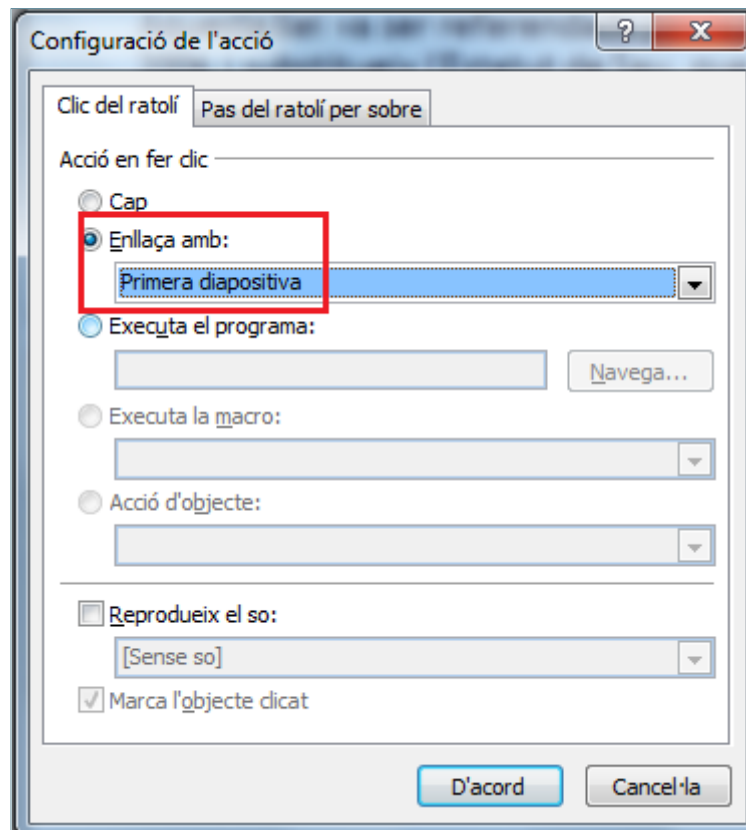 Configuració de l'acció
Clic del ratolí
Pas del ratolí per sobre
Acció en fer clic
Cap
Enllaça amb:
Primera diapositiva
Executa el programa:
Navega...
Executa la macro:
Acció d'objecte:
Reprodueix el so:
[Sense so]
Marca l'objecte clicat
D'acord
Cancel·la